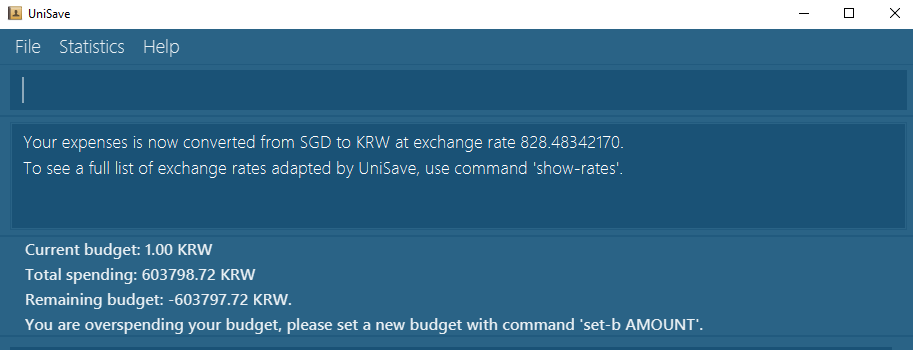 UniSave
File Statistics Help
Your expenses is now converted from SGD to KRW at exchange rate 828.48342170.
To see a full list of exchange rates adapted by UniSave, use command 'show-rates'.
Current budget: 1.00 KRW
Total spending: 603798.72 KRW
Remaining budget: -603797.72 KRW.
You are overspending your budget, please set a new budget with command 'set-b AMOUNT'.